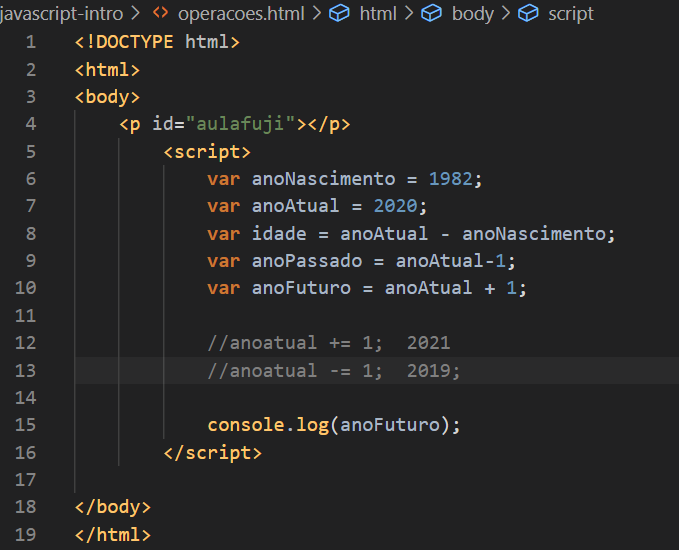 javascript-intro > <> operacoes.html > html > body > script
1 <!DOCTYPE html>
2 <html>
3 <body>
4 <p id="aulafuji"></p>
5 <script>
6 var anoNascimento = 1982;
7 var anoAtual = 2020;
8 var idade = anoAtual - anoNascimento;
9 var anoPassado = anoAtual-1;
10 var anoFuturo = anoAtual + 1;
11
12 //anoatual += 1;  2021
13 //anoatual -= 1;  2019;
14
15 console.log(anoFuturo);
16 </script>
17
18 </body>
19 </html>